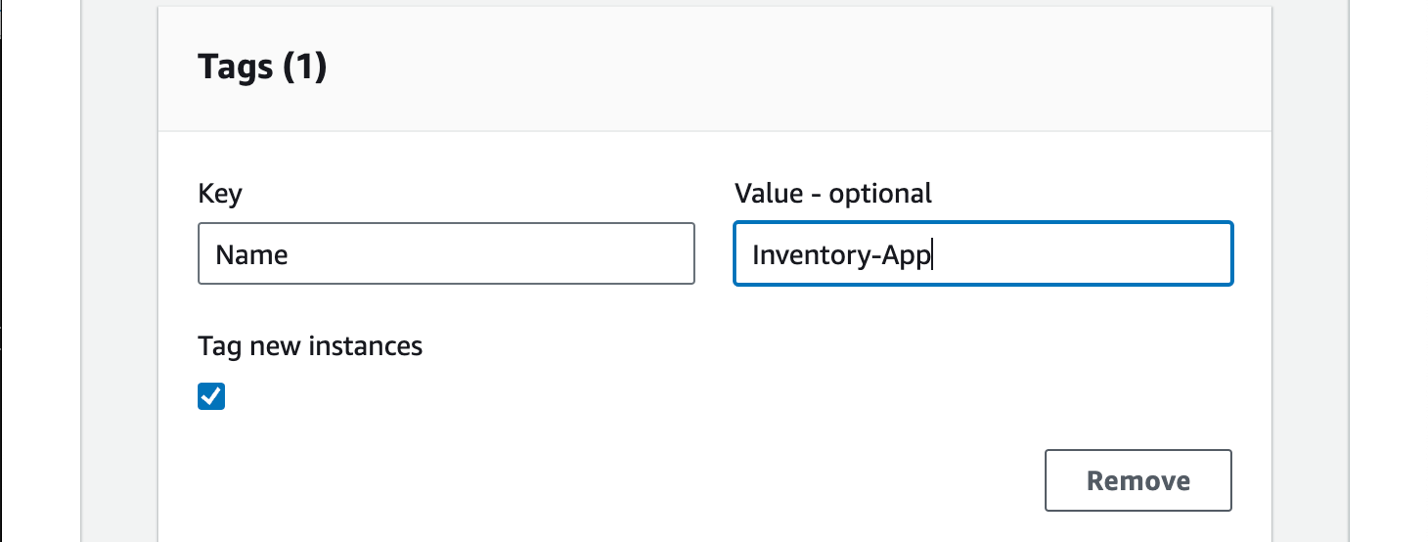 Tags (1)
Key
Value - optional
Name
Inventory-App
Tag new instances
Remove